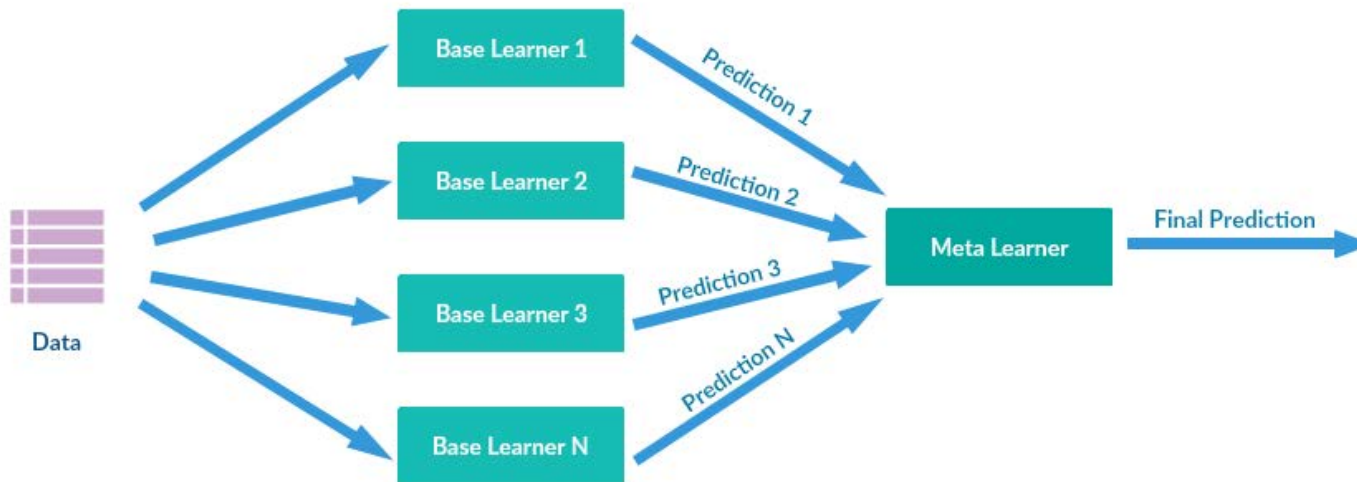 Base Learner 1
Prediction 1
Base Learner 2
Prediction 2
Data
Meta Learner
Final Prediction
Base Learner 3
Prediction 3
Base Learner N
Prediction N